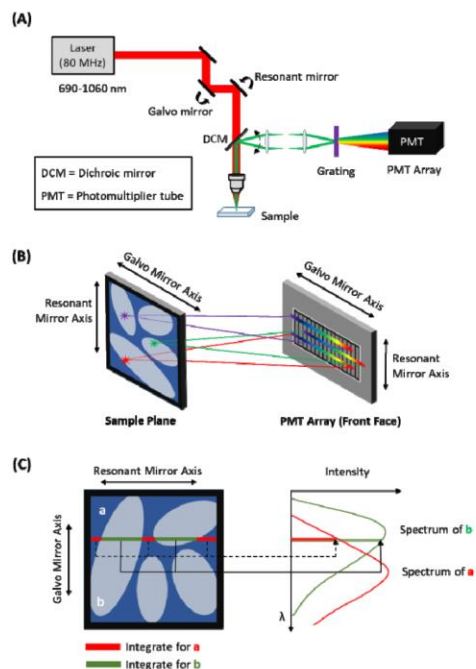 (A)
Laser
(80 MHz)
690-1060 nm
Resonant mirror
Galvo mirror
DCM
PMT
Grating
PMT Array
DCM = Dichroic mirror
PMT = Photomultiplier tube
Sample
(B)
Galvo Mirror Axis
Resonant
Mirror Axis
Galvo Mirror Axis
Resonant
Mirror Axis
Sample Plane
PMT Array (Front Face)
(C)
Resonant Mirror Axis
Intensity
Galvo Mirror Axis
a
b
Spectrum of b
Spectrum of a
λ
Integrate for a
Integrate for b